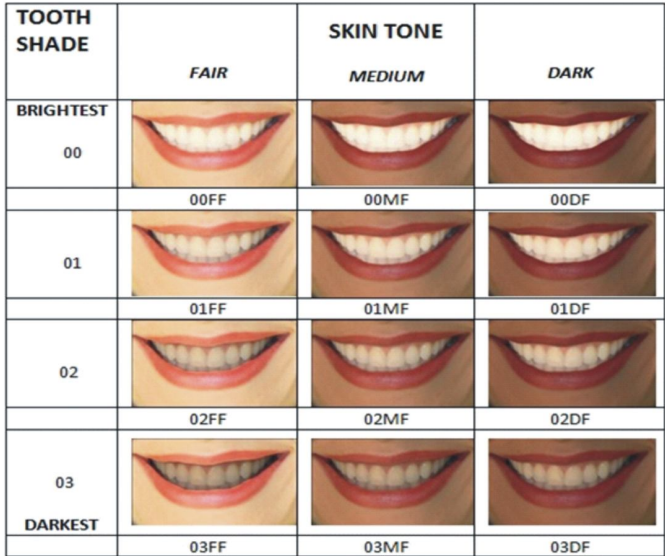 TOOTH
SHADE
SKIN TONE
FAIR
MEDIUM
DARK
BRIGHTEST
00
00FF
00MF
00DF
01
01FF
01MF
01DF
02
02FF
02MF
02DF
03
DARKEST
03FF
03MF
03DF